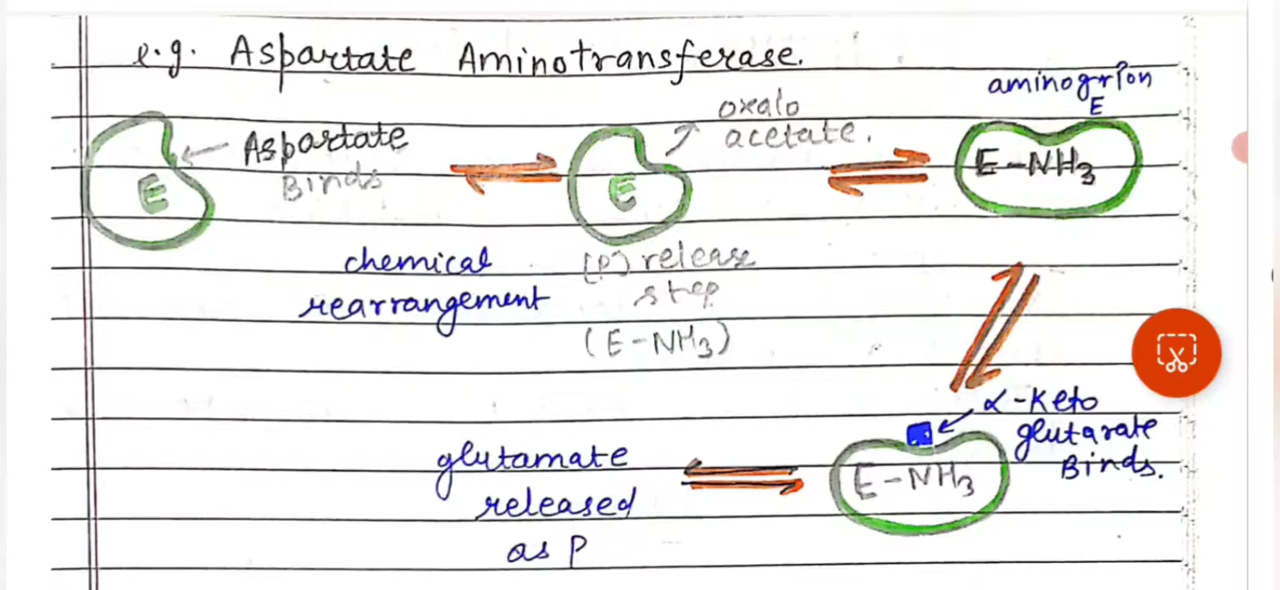 e.g. Aspartate Aminotransferase.
aminogrion
E
oxalo
acetate.
Aspartate
Binds
E
E
E-NH3
chemical
rearrangement
(P) release
step
(E-NH3)
α-Keto
glutarate
Binds.
E-NH3
glutamate
released
as P